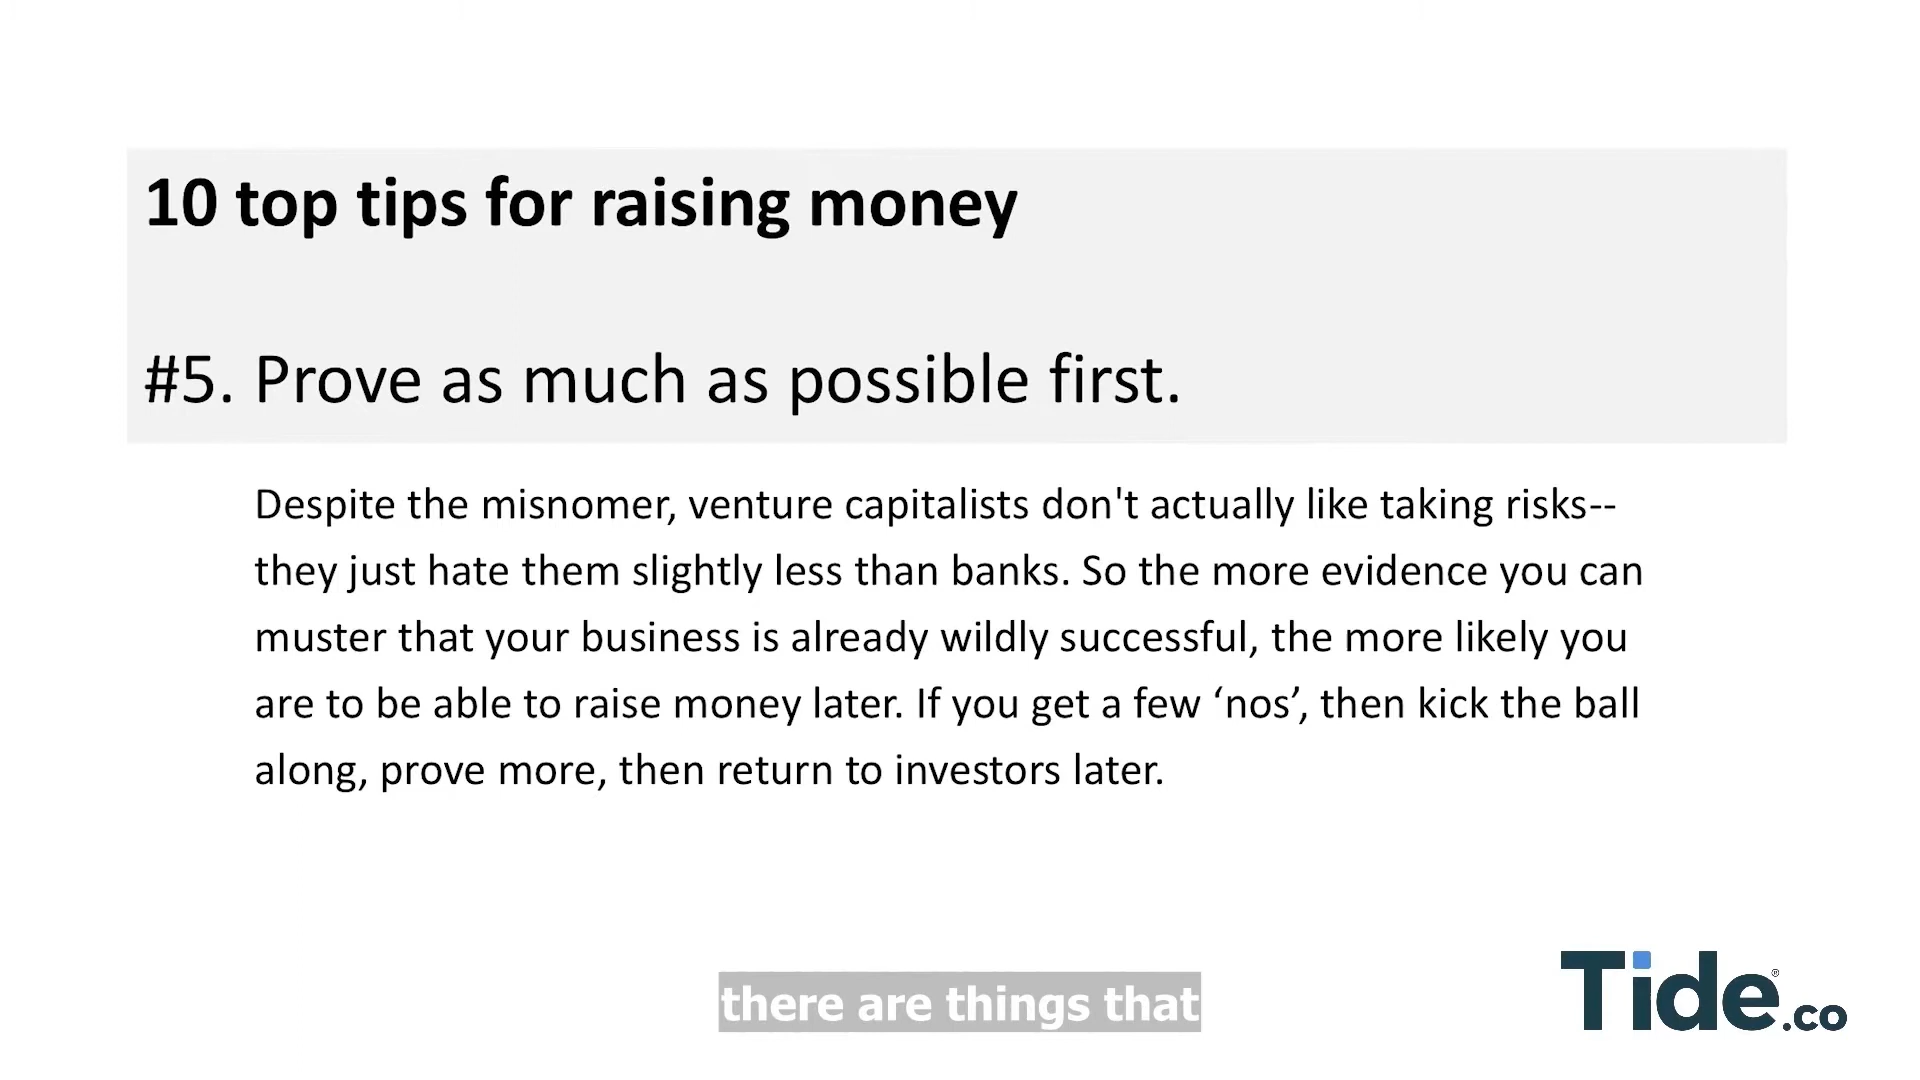 10 top tips for raising money
#5. Prove as much as possible first.
Despite the misnomer, venture capitalists don't actually like taking risks--
they just hate them slightly less than banks. So the more evidence you can
muster that your business is already wildly successful, the more likely you
are to be able to raise money later. If you get a few ‘nos’, then kick the ball
along, prove more, then return to investors later.
there are things that
Tide®.co